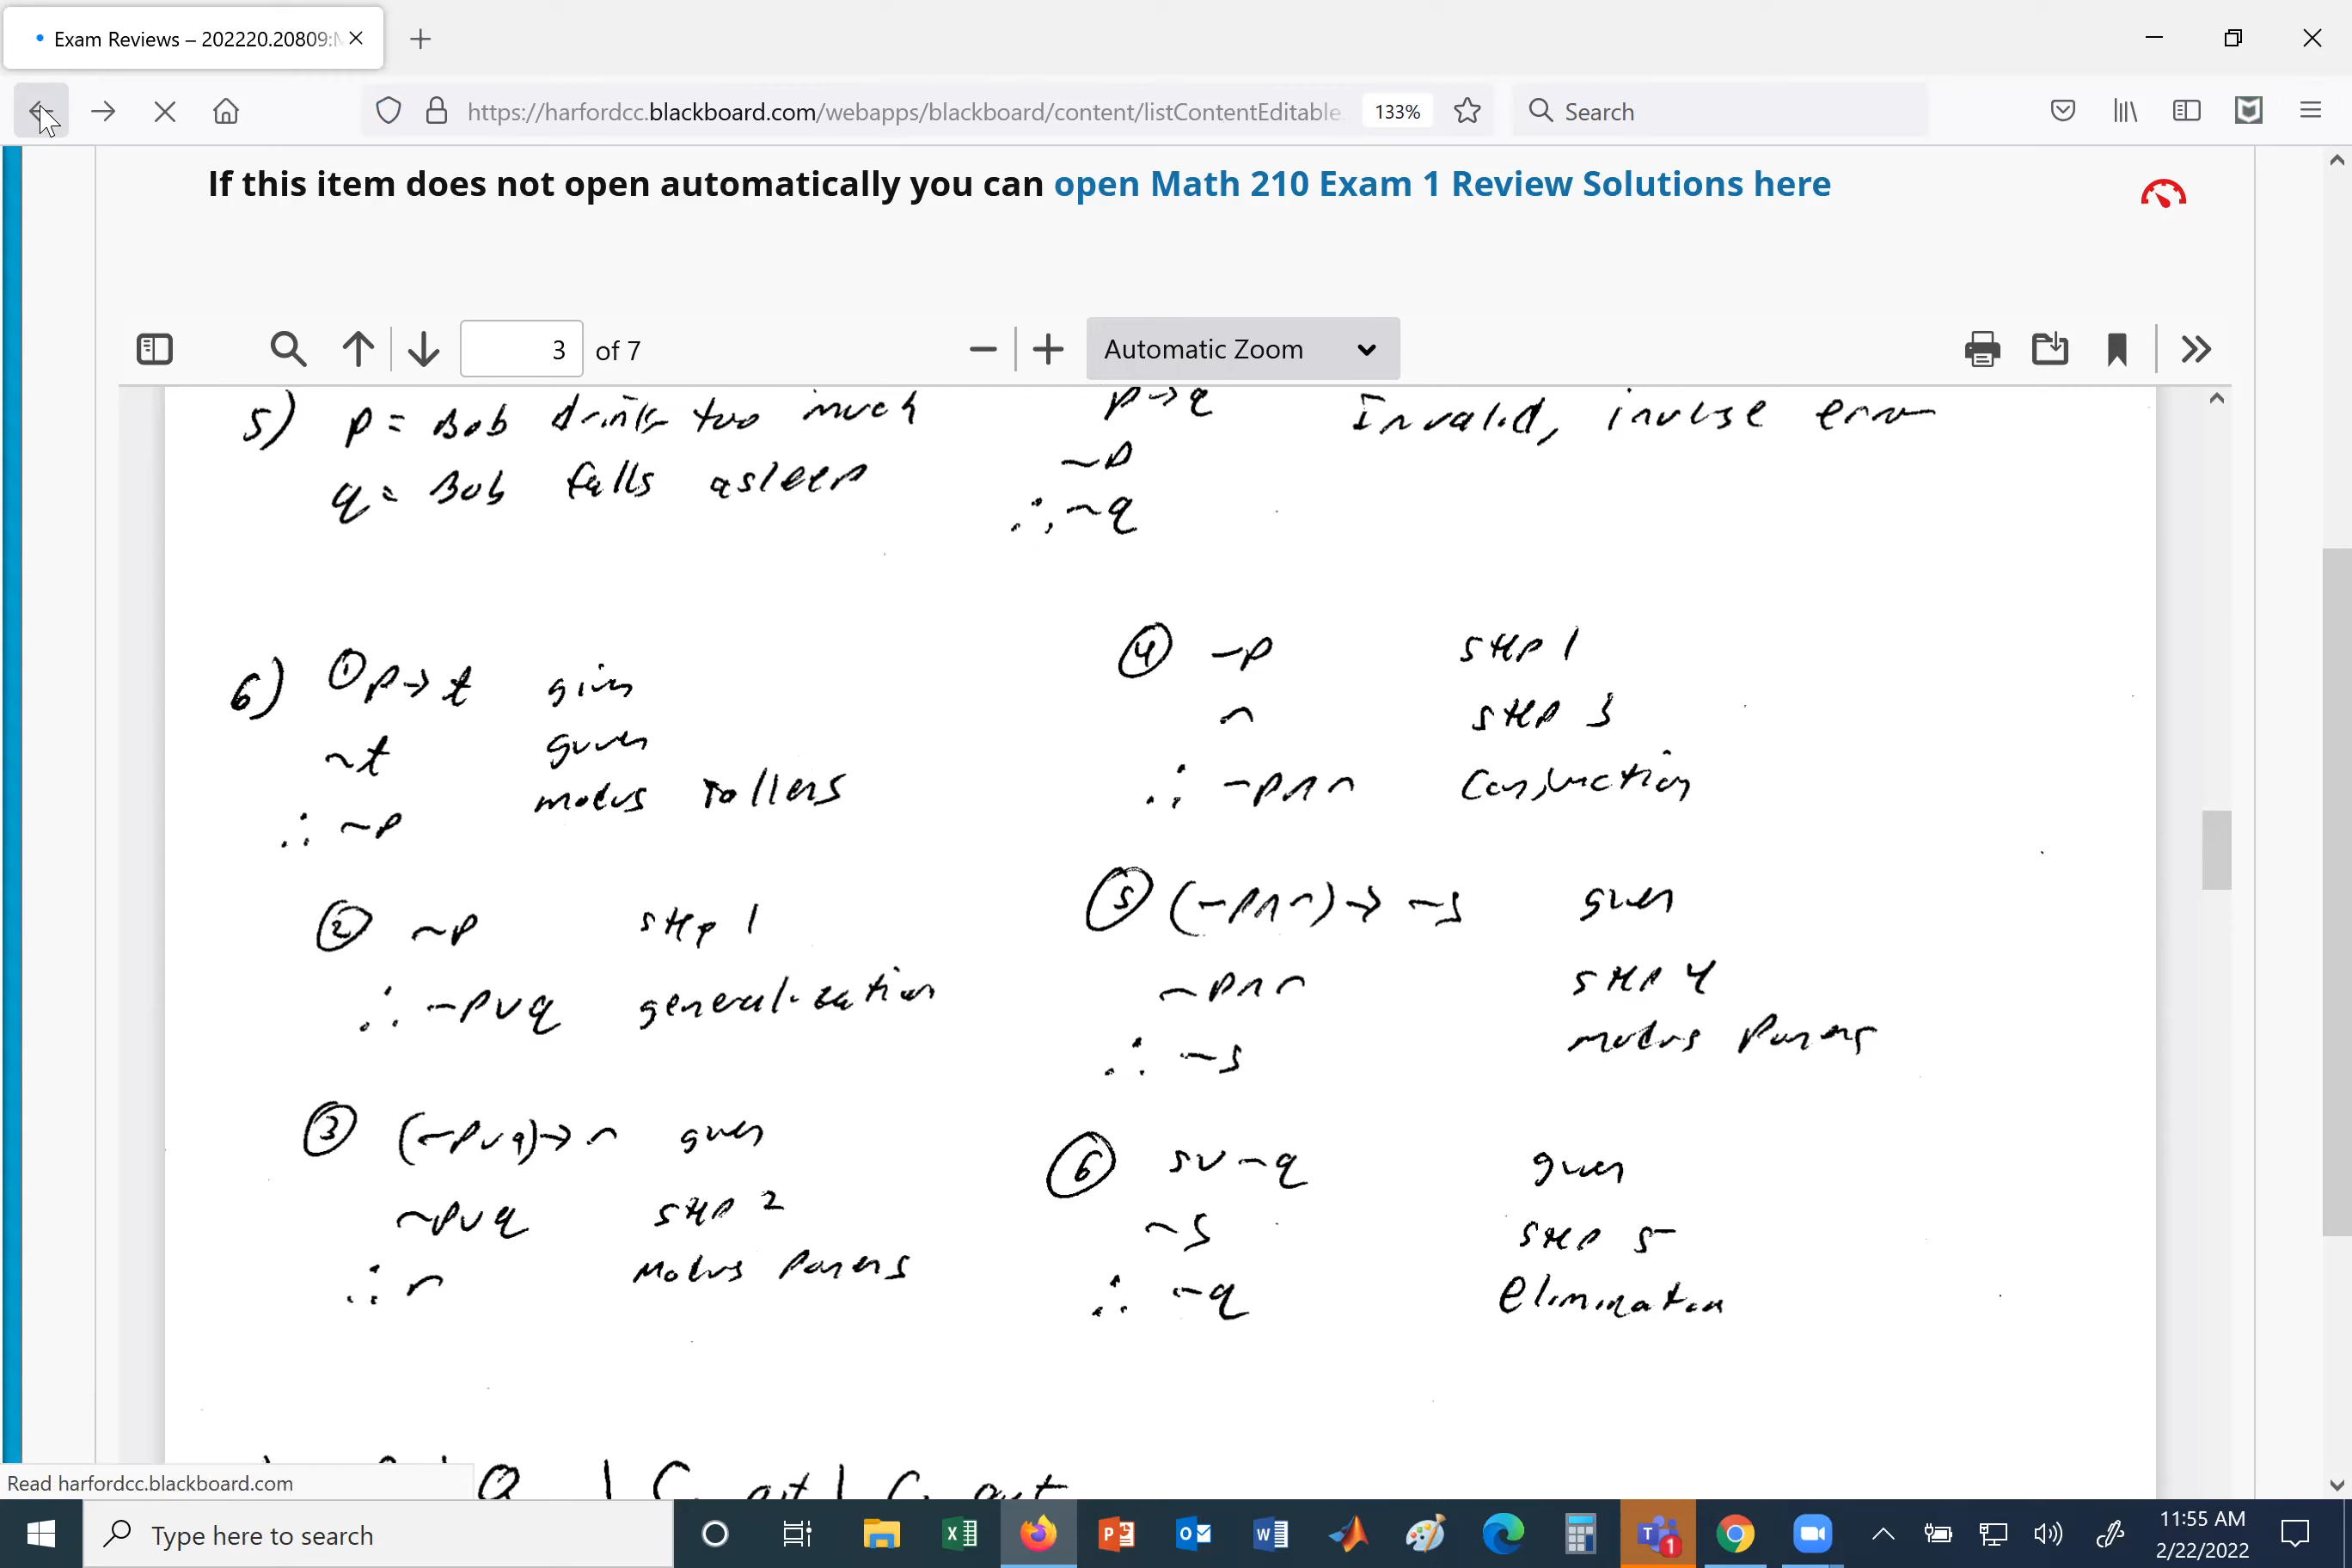 Exam Reviews – 202220.20809:
https://harfordcc.blackboard.com/webapps/blackboard/content/listContentEditable.
133%
Search
If this item does not open automatically you can open Math 210 Exam 1 Review Solutions here
3 of 7
Automatic Zoom
5) p = Bob drinks too much
q = Bob falls asleep
p → q
~p
∴ ~q
Invalid, inverse error
6) ① p → t given
~t given
∴ ~p modus tollens
② ~p step 1
∴ ~p ∨ q generalization
③ (~p ∨ q) → r given
~p ∨ q step 2
∴ r modus ponens
④ ~p step 1
r step 3
∴ ~p ∧ r conjunction
⑤ (~p ∧ r) → ~s given
~p ∧ r step 4
∴ ~s modus ponens
⑥ s ∨ ~q given
~s step 5
∴ ~q elimination
Read harfordcc.blackboard.com
Type here to search
11:55 AM
2/22/2022